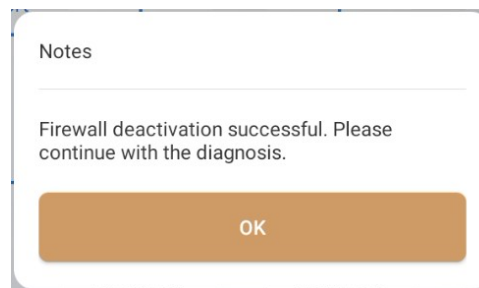 Notes
Firewall deactivation successful. Please
continue with the diagnosis.
OK